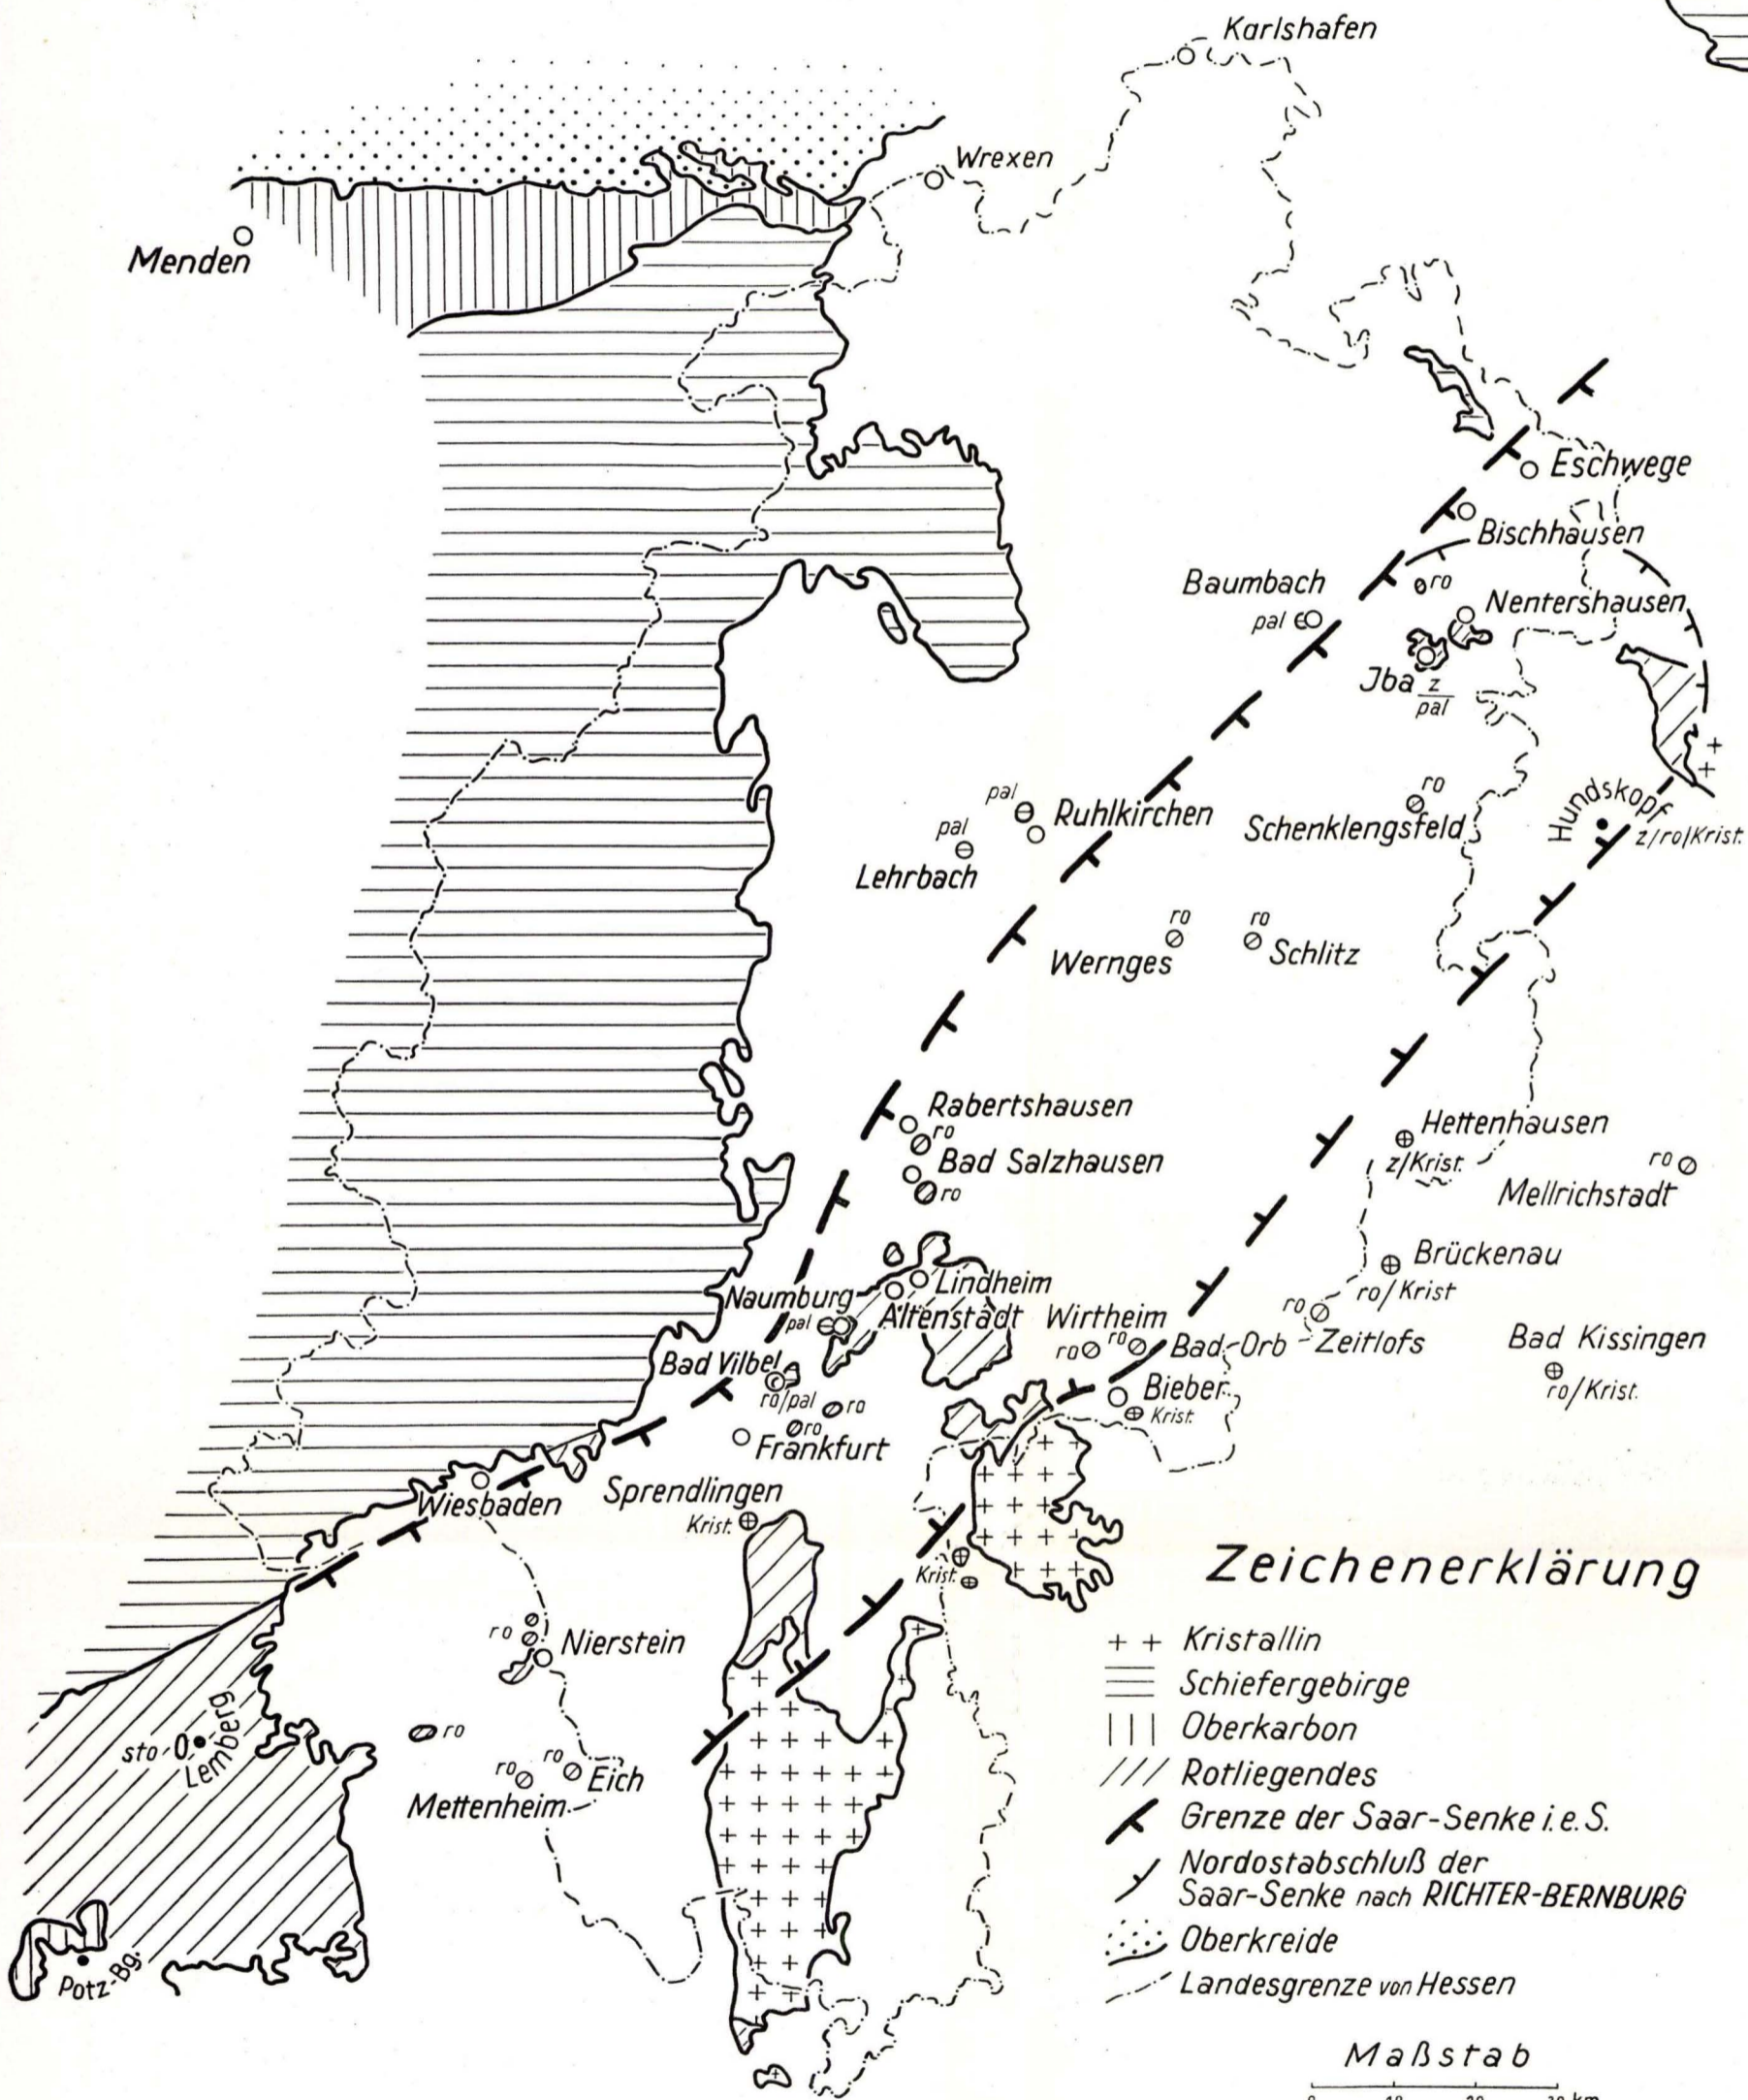 Karlshafen
Wrexen
Menden
Eschwege
Bischhausen
ro
Baumbach
pal
Nentershausen
Jba z
pal
pal
Ruhlkirchen
pal
Lehrbach
ro
Schenklengsfeld
Hundskopf
z/ro/Krist.
ro
Wernges
ro
Schlitz
Rabertshausen
ro
Bad Salzhausen
ro
Hettenhausen
z/Krist.
ro
Mellrichstadt
Brückenau
ro/Krist
Lindheim
Naumburg
pal
Altenstadt
Wirtheim
ro
ro
Bad-Orb
ro
Zeitlofs
Bad Kissingen
ro/Krist.
Bad Vilbel
ro/pal
ro
ro
Frankfurt
Bieber
Krist.
Wiesbaden
Sprendlingen
Krist.
Krist.
ro
Nierstein
sto
Lemberg
ro
ro
ro
Eich
Mettenheim
Potz-Bg.
Zeichenerklärung
+ + Kristallin
Schiefergebirge
Oberkarbon
Rotliegendes
Grenze der Saar-Senke i.e.S.
Nordostabschluß der
Saar-Senke nach RICHTER-BERNBURG
Oberkreide
Landesgrenze von Hessen
Maßstab
0 10 20 30 km